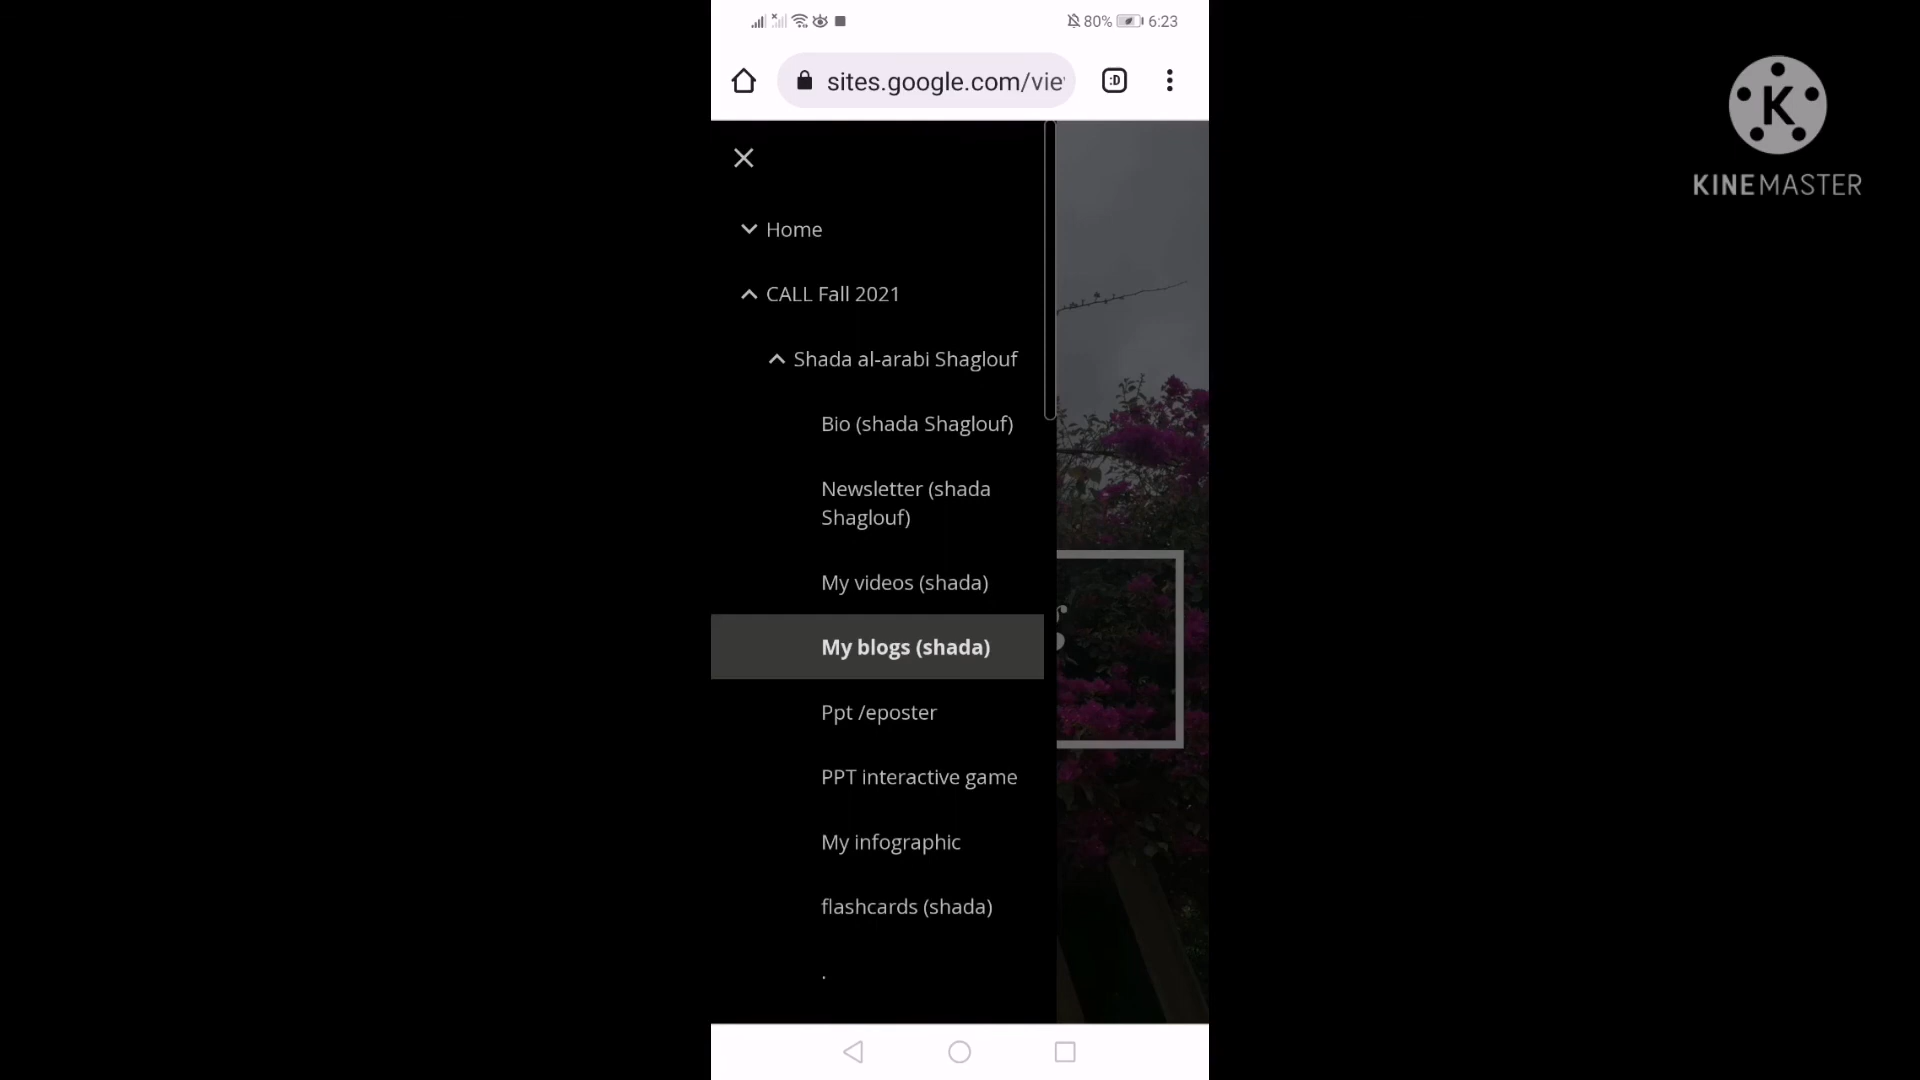 80% 6:23
sites.google.com/vie
:D
K
KINEMASTER
Home
CALL Fall 2021
Shada al-arabi Shaglouf
Bio (shada Shaglouf)
Newsletter (shada
Shaglouf)
My videos (shada)
My blogs (shada)
Ppt /eposter
PPT interactive game
My infographic
flashcards (shada)
.